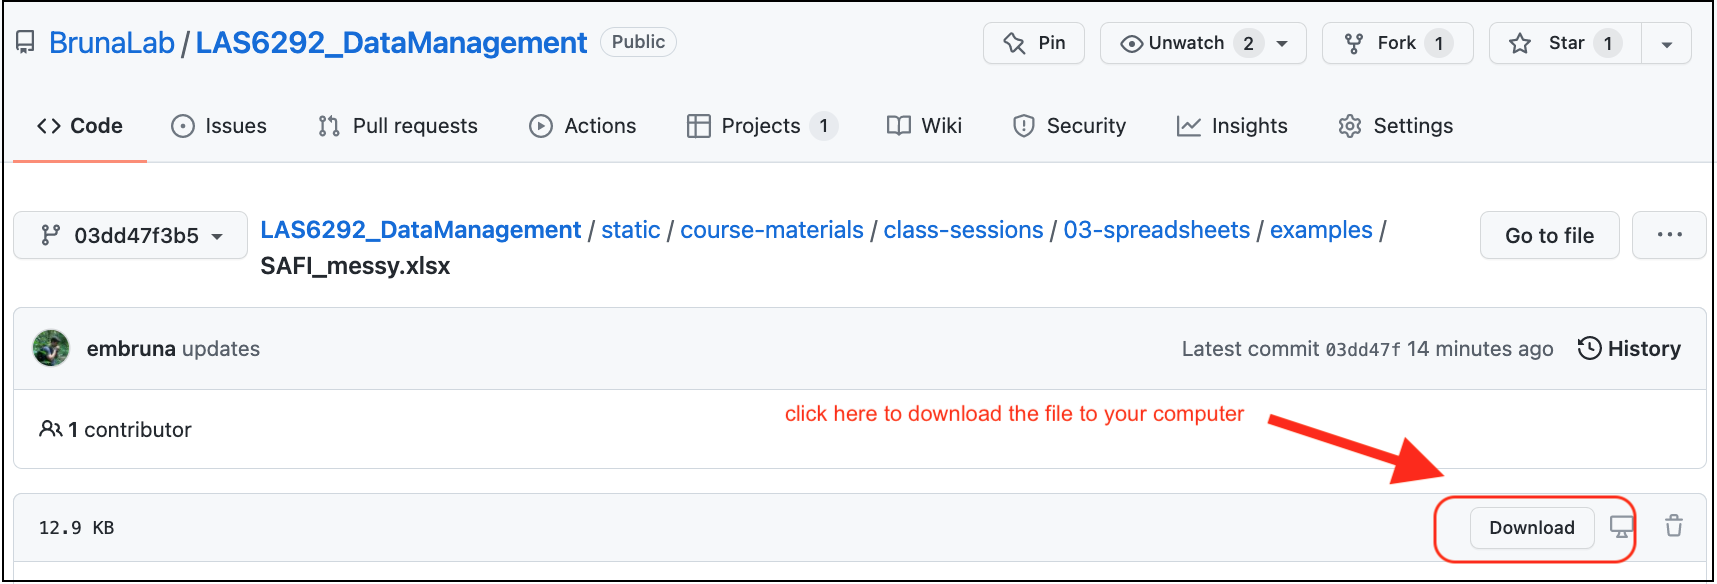 BrunaLab / LAS6292_DataManagement Public Pin Unwatch 2 Fork 1 Star 1
Code Issues Pull requests Actions Projects 1 Wiki Security Insights Settings
03dd47f3b5 LAS6292_DataManagement / static / course-materials / class-sessions / 03-spreadsheets / examples / Go to file ...
SAFI_messy.xlsx
embruna updates Latest commit 03dd47f 14 minutes ago History
click here to download the file to your computer
1 contributor
12.9 KB Download